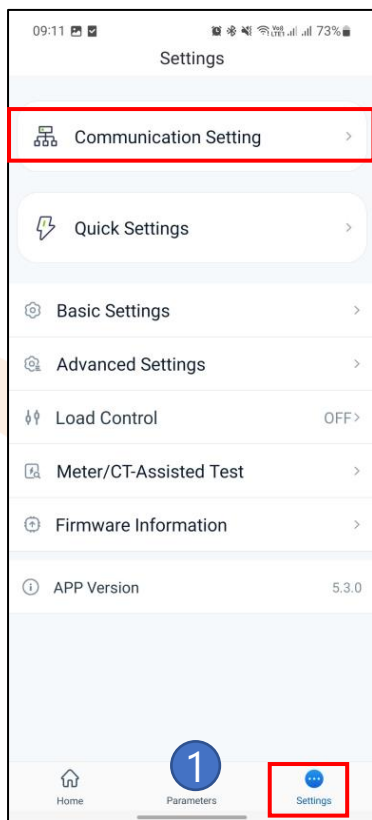 09:11 73%
Settings
Communication Setting
Quick Settings
Basic Settings
Advanced Settings
Load Control OFF
Meter/CT-Assisted Test
Firmware Information
APP Version 5.3.0
1
Home Parameters Settings